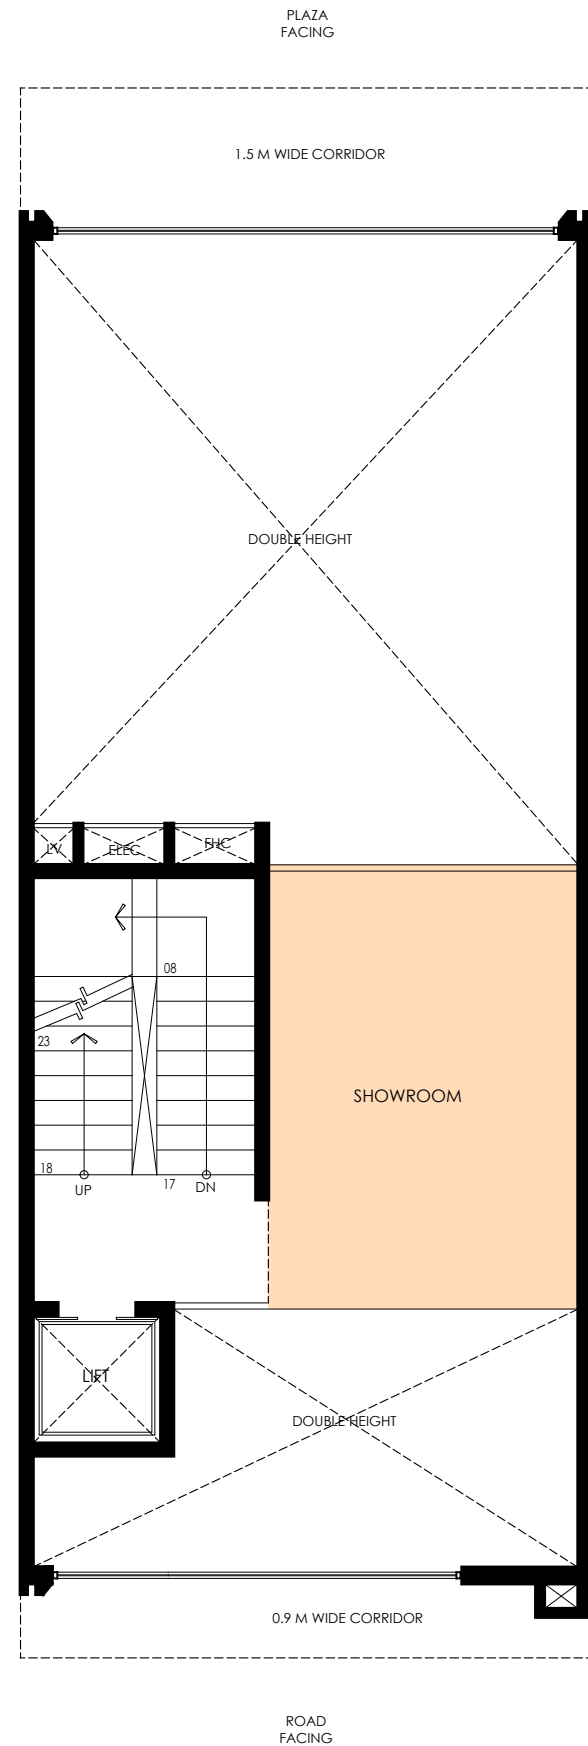 PLAZA
FACING
1.5 M WIDE CORRIDOR
DOUBLE HEIGHT
LV
ELEC
FHC
08
23
SHOWROOM
18
UP
17
DN
LIFT
DOUBLE HEIGHT
0.9 M WIDE CORRIDOR
ROAD
FACING